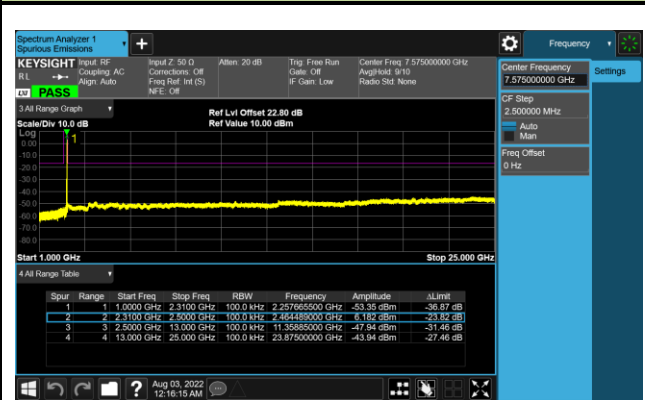 Spectrum Analyzer 1
Spurious Emissions
Frequency
KEYSIGHT
RL
PASS
Input: RF
Coupling: AC
Align: Auto
Input Z: 50 Ω
Corrections: Off
Freq Ref: Int (S)
NFE: Off
Atten: 20 dB
Trig: Free Run
Gate: Off
IF Gain: Low
Center Freq: 7.575000000 GHz
Avg|Hold: 9/10
Radio Std: None
Center Frequency
7.575000000 GHz
Settings
CF Step
2.500000 MHz
Auto
Man
Freq Offset
0 Hz
3 All Range Graph
Scale/Div 10.0 dB
Ref Lvl Offset 22.80 dB
Ref Value 10.00 dBm
Log
1
0.00
-10.0
-20.0
-30.0
-40.0
-50.0
-60.0
-70.0
-80.0
Start 1.000 GHz
Stop 25.000 GHz
4 All Range Table
Spur Range Start Freq Stop Freq RBW Frequency Amplitude ΔLimit
1 1 1.0000 GHz 2.3100 GHz 100.0 kHz 2.257665500 GHz -53.35 dBm -36.87 dB
2 2 2.3100 GHz 2.5000 GHz 100.0 kHz 2.464489000 GHz 6.182 dBm -23.82 dB
3 3 2.5000 GHz 13.000 GHz 100.0 kHz 11.35885000 GHz -47.94 dBm -31.46 dB
4 4 13.000 GHz 25.000 GHz 100.0 kHz 23.87500000 GHz -43.94 dBm -27.46 dB
?
Aug 03, 2022
12:16:15 AM